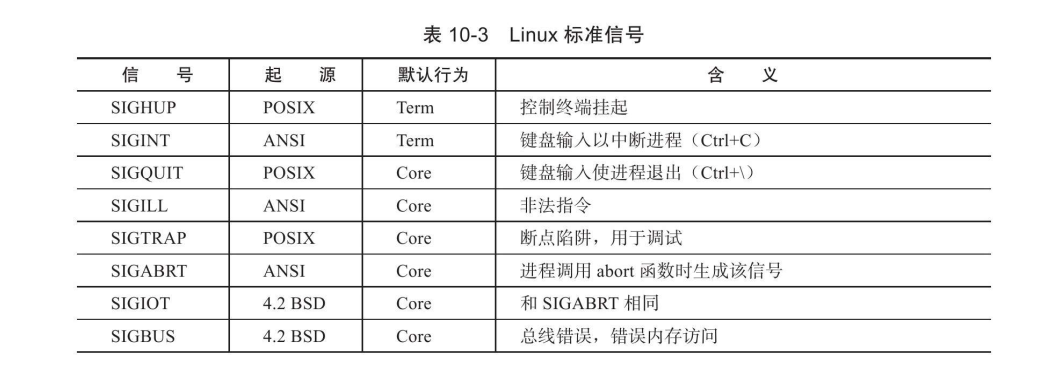 表 10-3 Linux 标准信号
信 号 起 源 默认行为 含 义
SIGHUP POSIX Term 控制终端挂起
SIGINT ANSI Term 键盘输入以中断进程（Ctrl+C）
SIGQUIT POSIX Core 键盘输入使进程退出（Ctrl+\）
SIGILL ANSI Core 非法指令
SIGTRAP POSIX Core 断点陷阱，用于调试
SIGABRT ANSI Core 进程调用 abort 函数时生成该信号
SIGIOT 4.2 BSD Core 和 SIGABRT 相同
SIGBUS 4.2 BSD Core 总线错误，错误内存访问